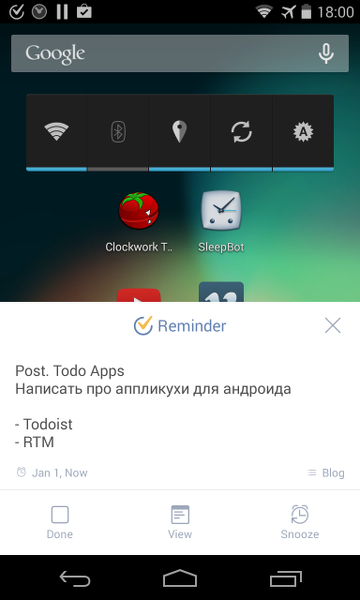 18:00
Google
A
Clockwork T..
SleepBot
Reminder
Post. Todo Apps
Написать про аппликухи для андроида
- Todoist
- RTM
Jan 1, Now
Blog
Done
View
Snooze